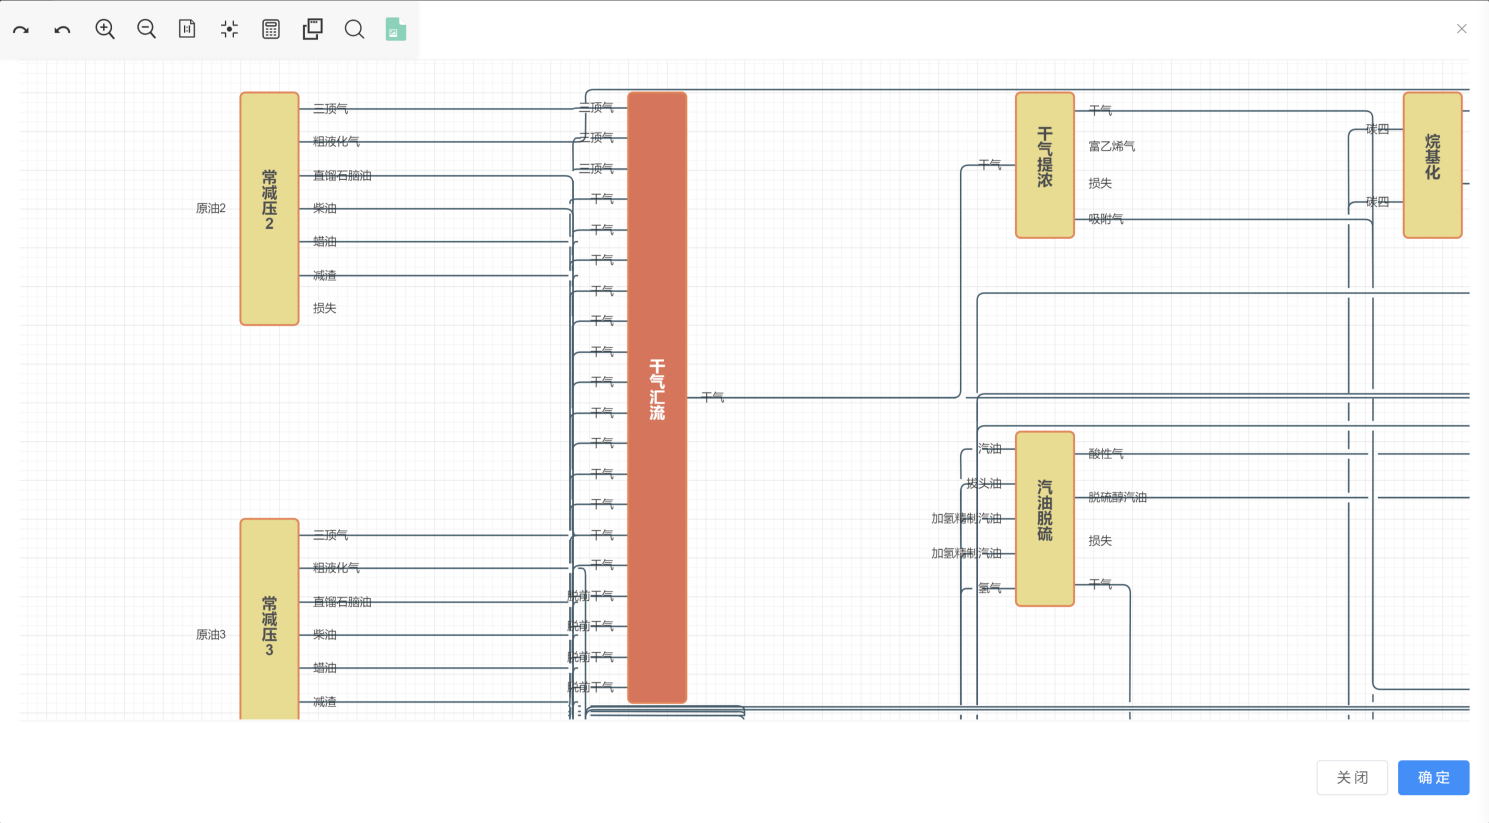 常减压2
原油2
三顶气
粗液化气
直馏石脑油
柴油
蜡油
减渣
损失
常减压3
原油3
三顶气
粗液化气
直馏石脑油
柴油
蜡油
减渣
三顶气
三顶气
三顶气
干气
干气
干气
干气
干气
干气
干气
干气
干气
干气
干气
干气
干气
脱前干气
脱前干气
脱前干气
脱前干气
干气汇流
干气
干气
干气提浓
干气
富乙烯气
损失
吸附气
碳四
碳四
烷基化
汽油
拔头油
加氢精制汽油
加氢精制汽油
氢气
汽油脱硫
酸性气
脱硫醇汽油
损失
干气
关闭
确定